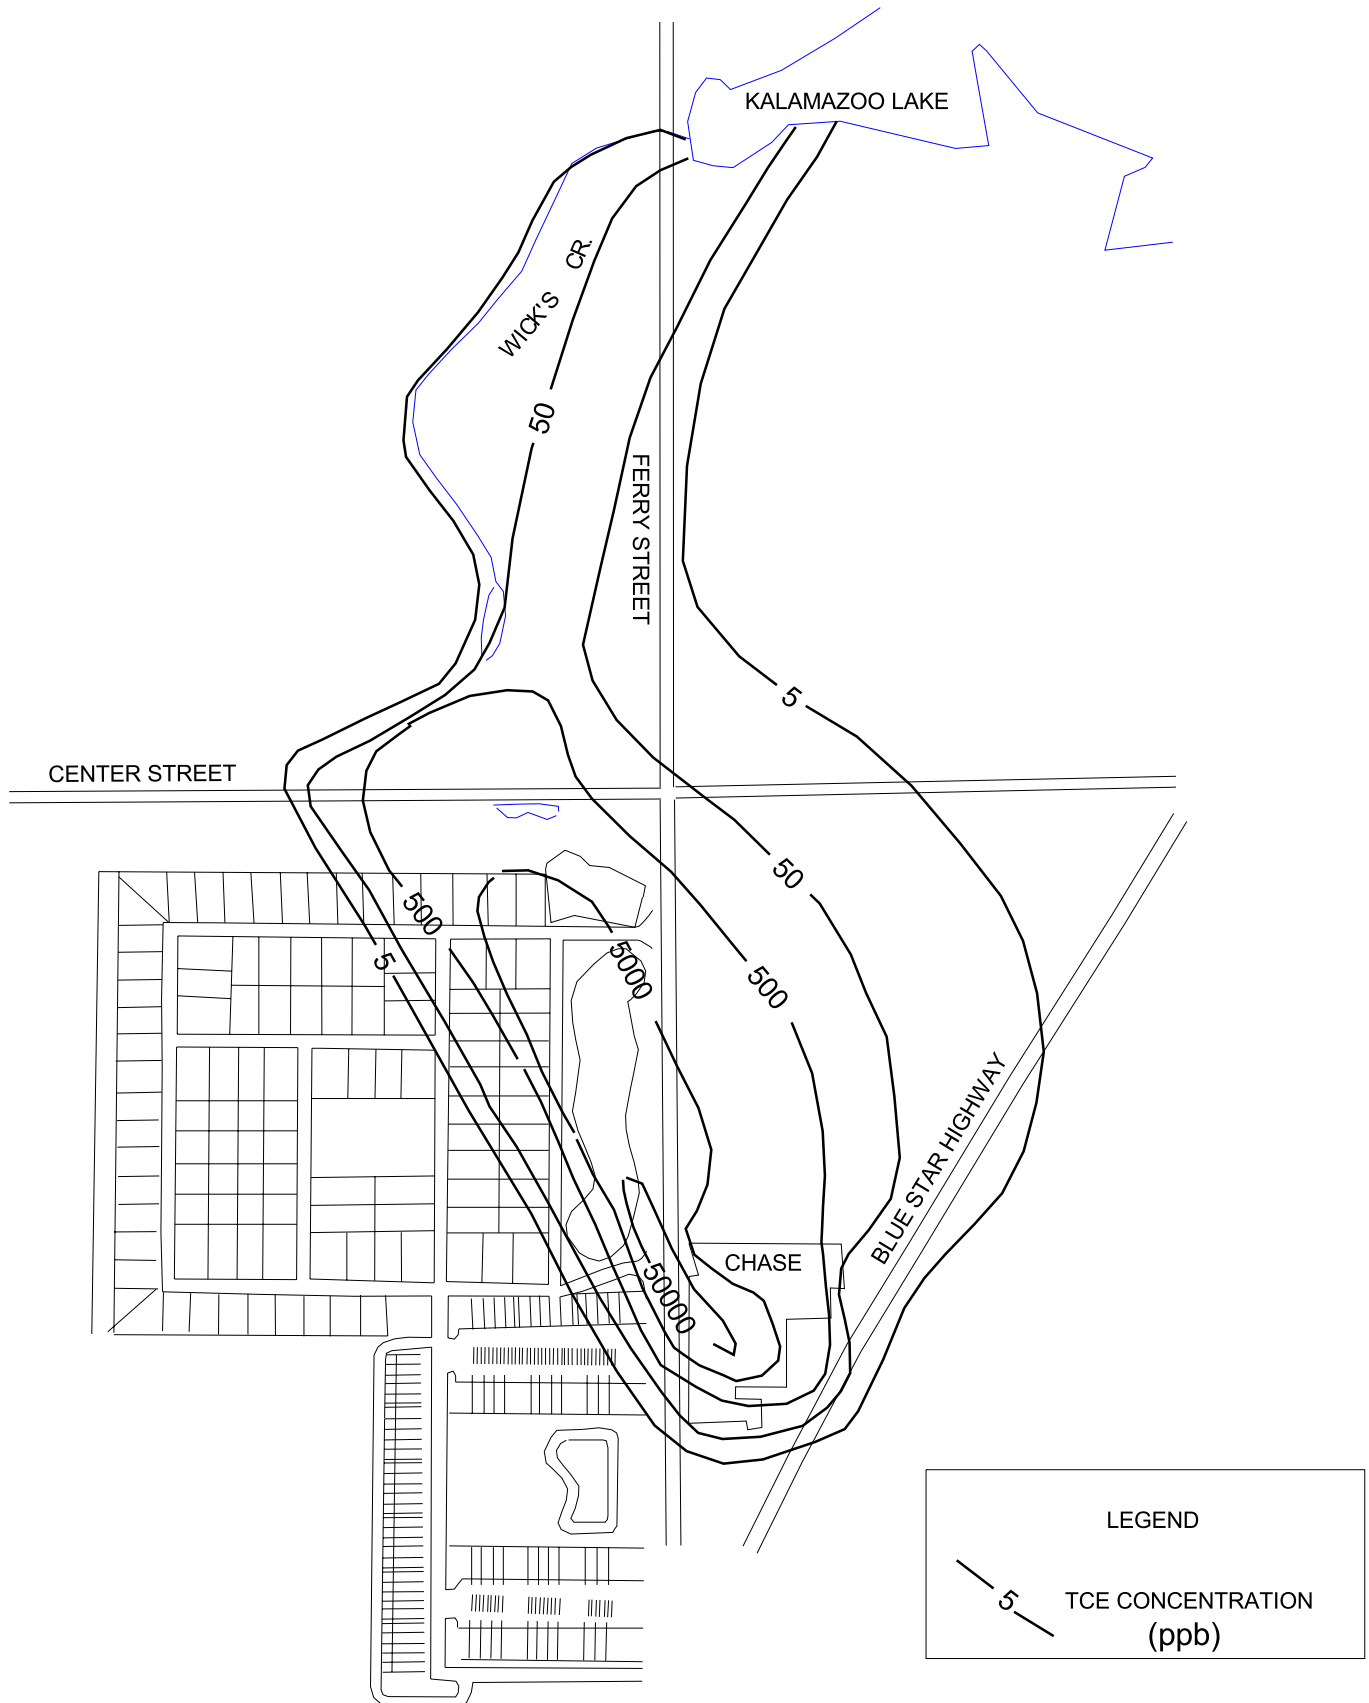 KALAMAZOO LAKE
WICK'S CR.
50
FERRY STREET
5
CENTER STREET
50
500
5
5000
500
BLUE STAR HIGHWAY
CHASE
50000
LEGEND
5
TCE CONCENTRATION
(ppb)